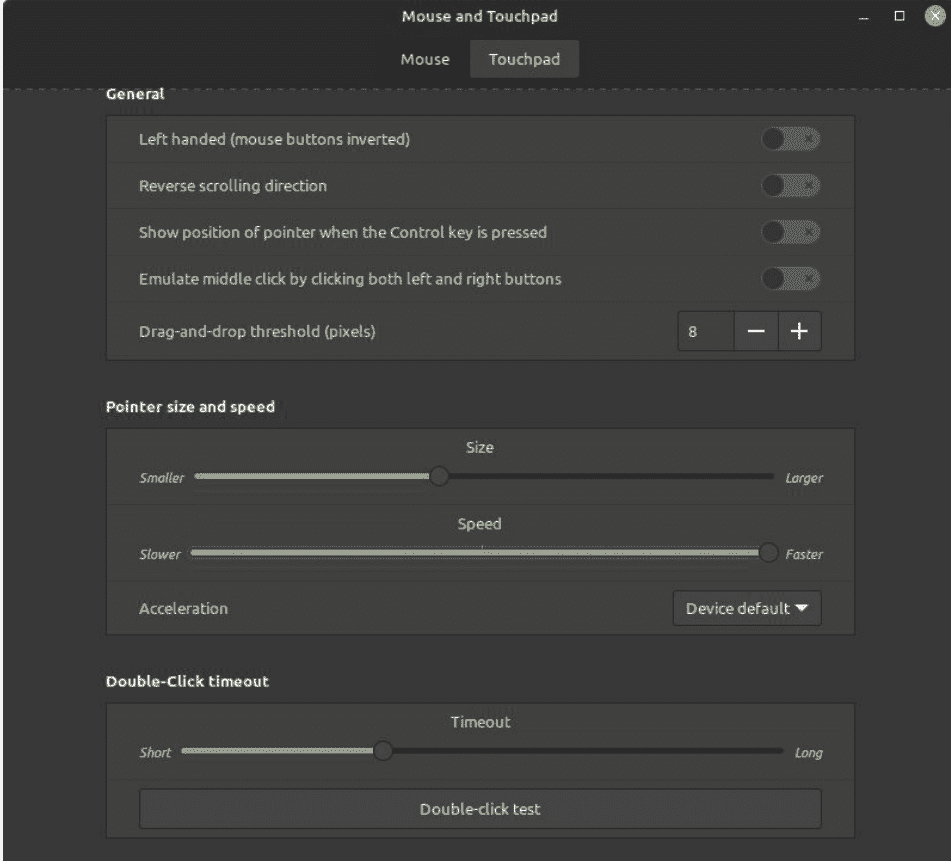 Mouse and Touchpad
Mouse Touchpad
General
Left handed (mouse buttons inverted)
Reverse scrolling direction
Show position of pointer when the Control key is pressed
Emulate middle click by clicking both left and right buttons
Drag-and-drop threshold (pixels) 8
Pointer size and speed
Size
Smaller Larger
Speed
Slower Faster
Acceleration Device default
Double-Click timeout
Timeout
Short Long
Double-click test